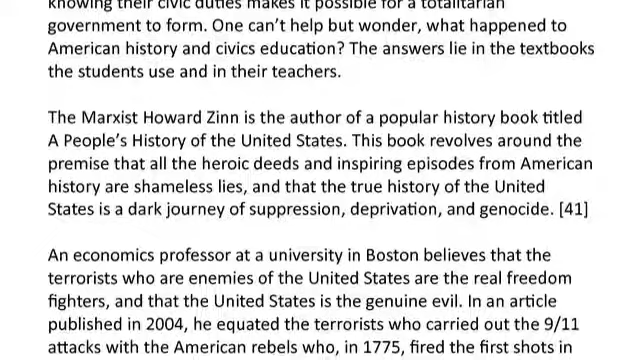 knowing their civic duties makes it possible for a totalitarian
government to form. One can’t help but wonder, what happened to
American history and civics education? The answers lie in the textbooks
the students use and in their teachers.
The Marxist Howard Zinn is the author of a popular history book titled
A People’s History of the United States. This book revolves around the
premise that all the heroic deeds and inspiring episodes from American
history are shameless lies, and that the true history of the United
States is a dark journey of suppression, deprivation, and genocide. [41]
An economics professor at a university in Boston believes that the
terrorists who are enemies of the United States are the real freedom
fighters, and that the United States is the genuine evil. In an article
published in 2004, he equated the terrorists who carried out the 9/11
attacks with the American rebels who, in 1775, fired the first shots in